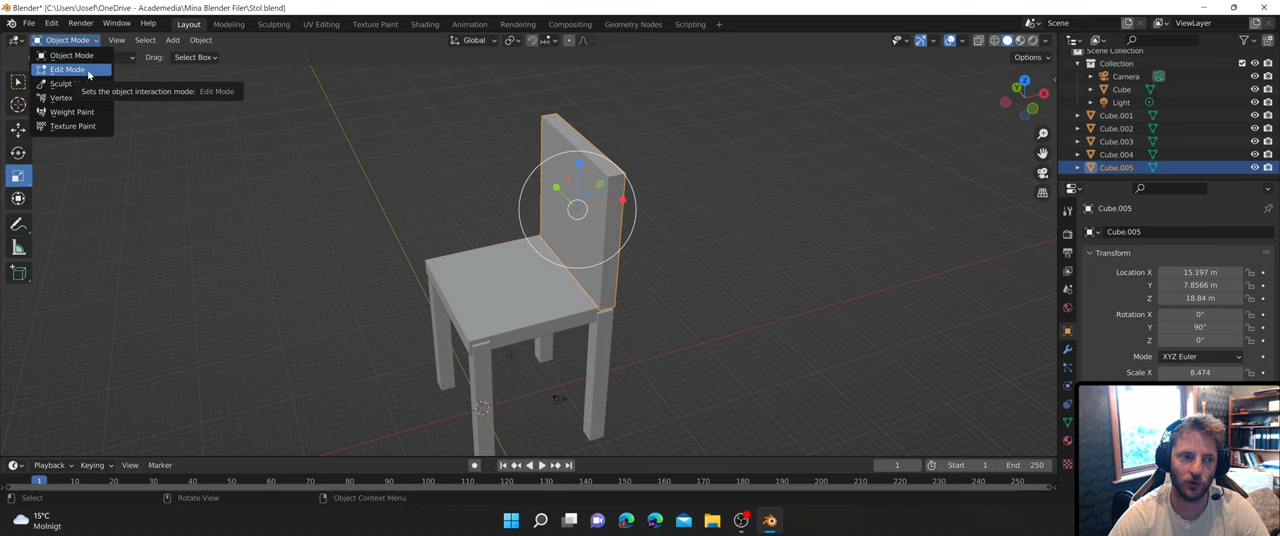 Blender* [C:\Users\Josef\OneDrive - Academedia\Mina Blender Filer\Stol.blend]
File Edit Render Window Help Layout Modeling Sculpting UV Editing Texture Paint Shading Animation Rendering Compositing Geometry Nodes Scripting + Scene ViewLayer
Object Mode View Select Add Object Global
Object Mode Drag: Select Box Options
Edit Mode
Sculpt
Sets the object interaction mode: Edit Mode
Vertex
Weight Paint
Texture Paint
Z
Y
Scene Collection
Collection
Camera
Cube
Light
Cube.001
Cube.002
Cube.003
Cube.004
Cube.005
Cube.005
Cube.005
Transform
Location X 15.197 m
Y 7.8566 m
Z 18.84 m
Rotation X 0°
Y 90°
Z 0°
Mode XYZ Euler
Scale X 8.474
Playback Keying View Marker 1 Start 1 End 250
1 10 20 30 40 50 60 70 80 90 100 110 120 130 140 150 160 170 180 190 200 210 220 230 240 250
Select Rotate View Object Context Menu
15°C
Molnigt